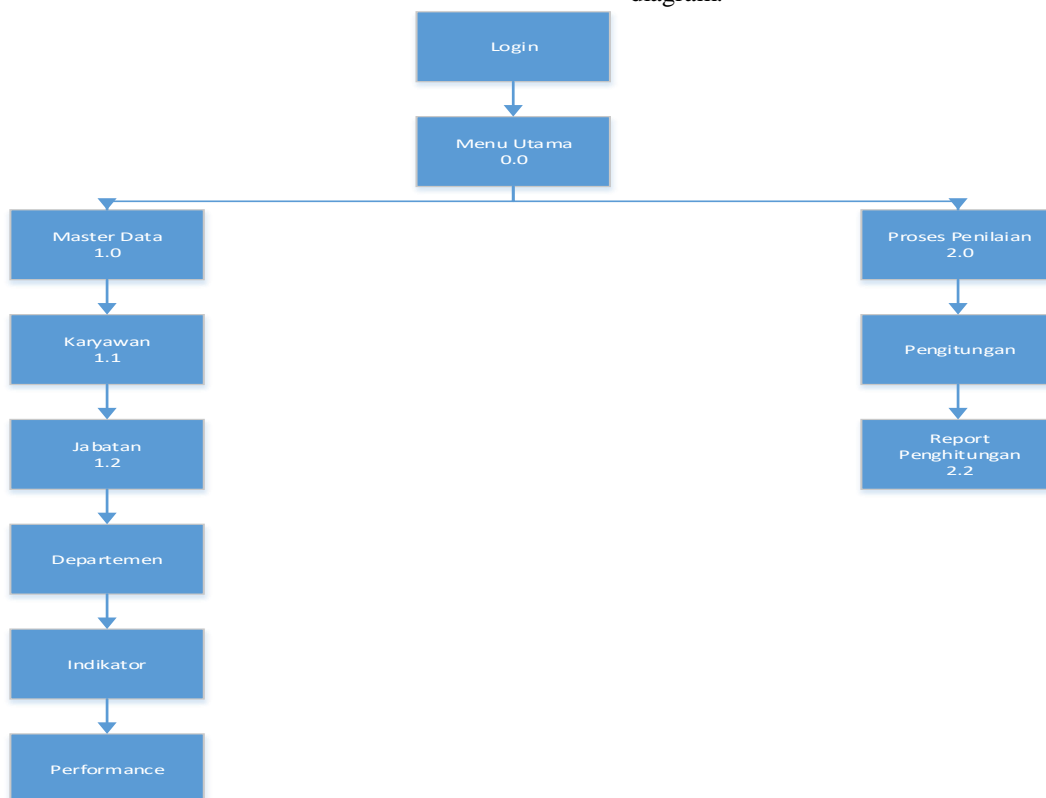 diagram.
Login
Menu Utama
0.0
Master Data
1.0
Proses Penilaian
2.0
Karyawan
1.1
Pengitungan
Jabatan
1.2
Report
Penghitungan
2.2
Departemen
Indikator
Performance